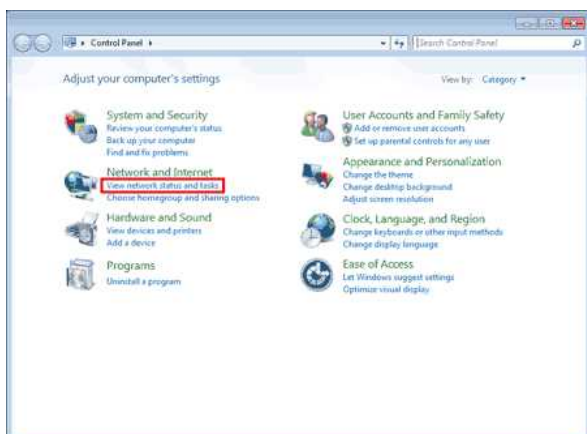 Control Panel
Search Control Panel
Adjust your computer's settings
View by: Category
System and Security
Review your computer's status
Back up your computer
Find and fix problems
Network and Internet
View network status and tasks
Choose homegroup and sharing options
Hardware and Sound
View devices and printers
Add a device
Programs
Uninstall a program
User Accounts and Family Safety
Add or remove user accounts
Set up parental controls for any user
Appearance and Personalization
Change the theme
Change desktop background
Adjust screen resolution
Clock, Language, and Region
Change keyboards or other input methods
Change display language
Ease of Access
Let Windows suggest settings
Optimize visual display